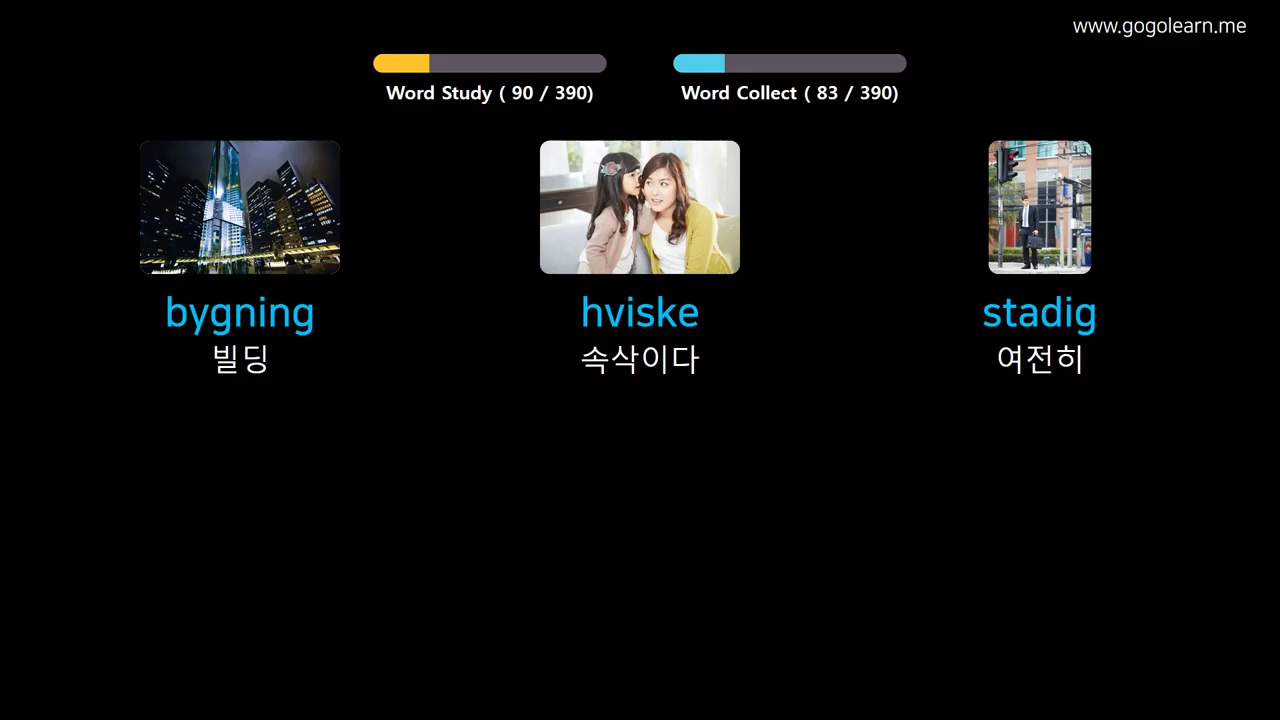 www.gogolearn.me
Word Study ( 90 / 390)
Word Collect ( 83 / 390)
bygning
빌딩
hviske
속삭이다
stadig
여전히